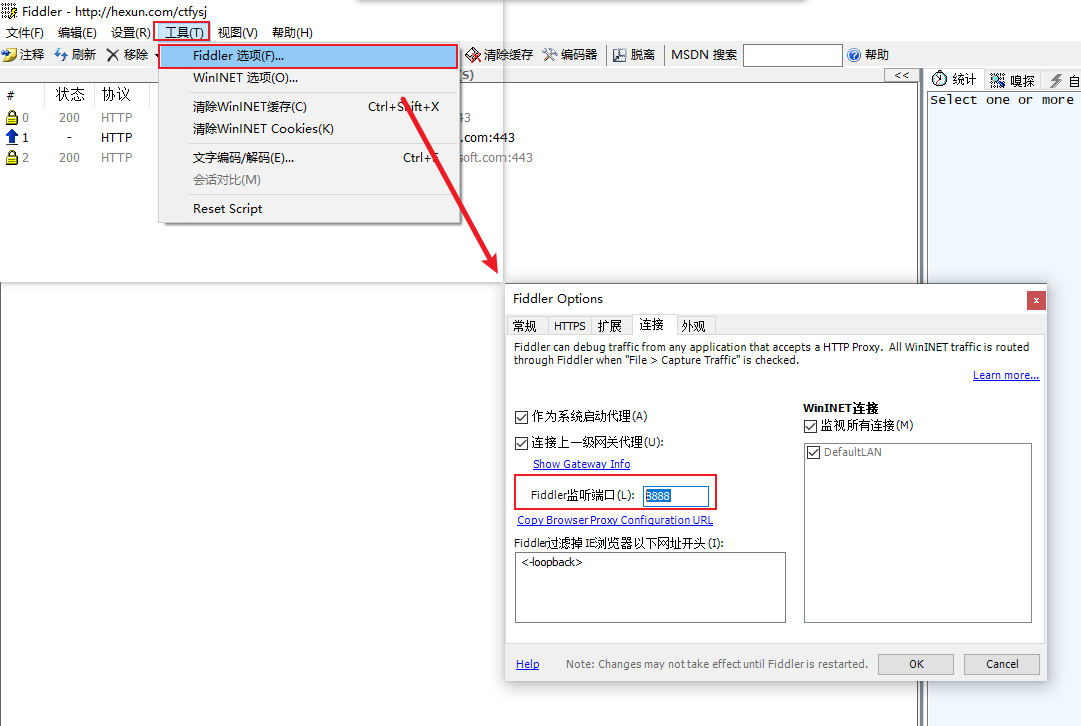 Fiddler - http://hexun.com/ctfysj
文件(F) 编辑(E) 设置(R) 工具(T) 视图(V) 帮助(H)
注释 刷新 移除 清除缓存 编码器 脱离 MSDN 搜索 帮助
Fiddler 选项(F)...
WinINET 选项(O)...
清除WinINET缓存(C) Ctrl+Shift+X
清除WinINET Cookies(K)
文字编码/解码(E)...
会话对比(M)
Reset Script
<< 统计 嗅探 自
Select one or more
# 状态 协议
0 200 HTTP
1 - HTTP .com:443
2 200 HTTP soft.com:443
Fiddler Options
常规 HTTPS 扩展 连接 外观
Fiddler can debug traffic from any application that accepts a HTTP Proxy. All WinINET traffic is routed
through Fiddler when "File > Capture Traffic" is checked.
Learn more...
作为系统启动代理(A)
连接上一级网关代理(U):
Show Gateway Info
Fiddler监听端口(L): 8888
Copy Browser Proxy Configuration URL
Fiddler过滤掉IE浏览器以下网址开头(I):
<-loopback>
WinINET连接
监视所有连接(M)
DefaultLAN
Help Note: Changes may not take effect until Fiddler is restarted. OK Cancel